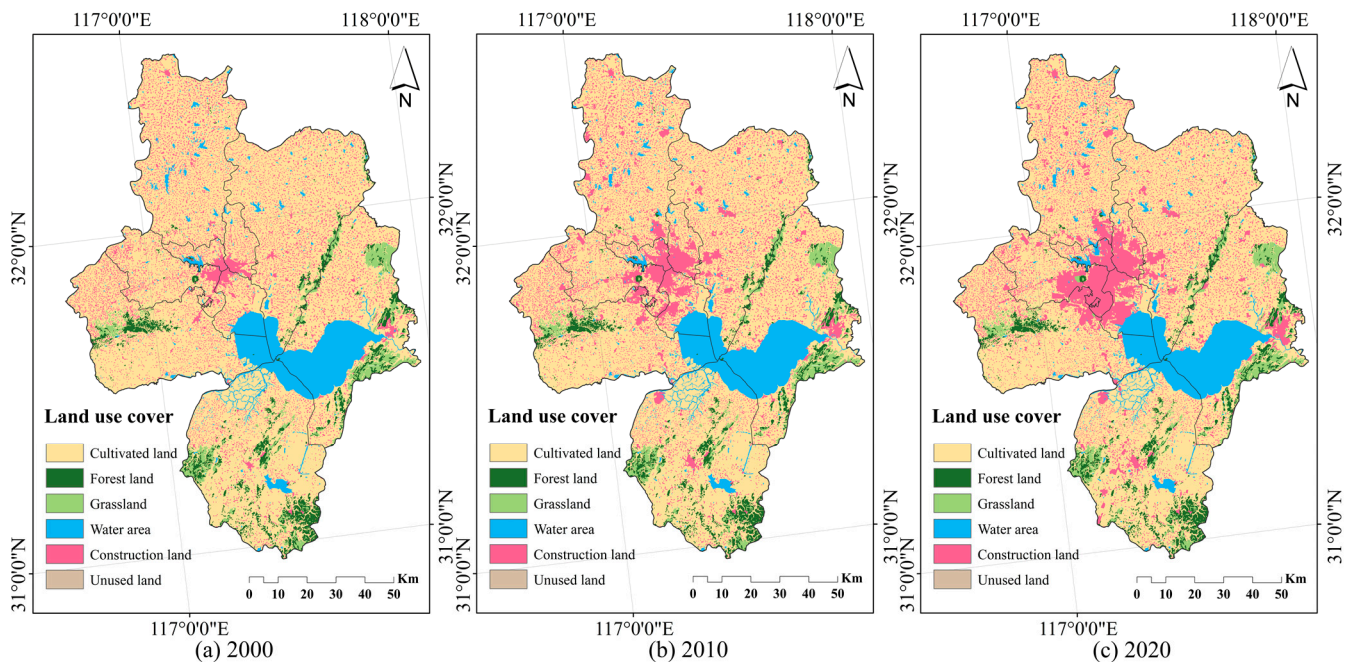 117°0'0"E
118°0'0"E
N
32°0'0"N
32°0'0"N
31°0'0"N
31°0'0"N
Land use cover
Cultivated land
Forest land
Grassland
Water area
Construction land
Unused land
Km
0 10 20 30 40 50
117°0'0"E
(a) 2000
117°0'0"E
118°0'0"E
N
32°0'0"N
32°0'0"N
31°0'0"N
31°0'0"N
Land use cover
Cultivated land
Forest land
Grassland
Water area
Construction land
Unused land
Km
0 10 20 30 40 50
117°0'0"E
(b) 2010
117°0'0"E
118°0'0"E
N
32°0'0"N
32°0'0"N
31°0'0"N
31°0'0"N
Land use cover
Cultivated land
Forest land
Grassland
Water area
Construction land
Unused land
Km
0 10 20 30 40 50
117°0'0"E
(c) 2020